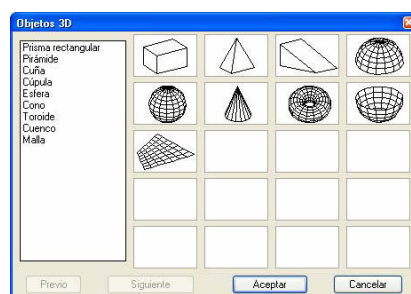 Objetos 3D
Prisma rectangular
Pirámide
Cuña
Cúpula
Esfera
Cono
Toroide
Cuenco
Malla
Previo
Siguiente
Aceptar
Cancelar